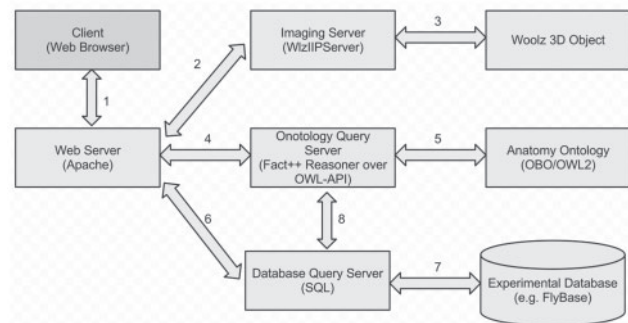 Client
(Web Browser)
Imaging Server
(WlzIIPServer)
3
Woolz 3D Object
2
1
Web Server
(Apache)
4
Onotology Query
Server
(Fact++ Reasoner over
OWL-API)
5
Anatomy Ontology
(OBO/OWL2)
6
8
Database Query Server
(SQL)
7
Experimental Database
(e.g. FlyBase)